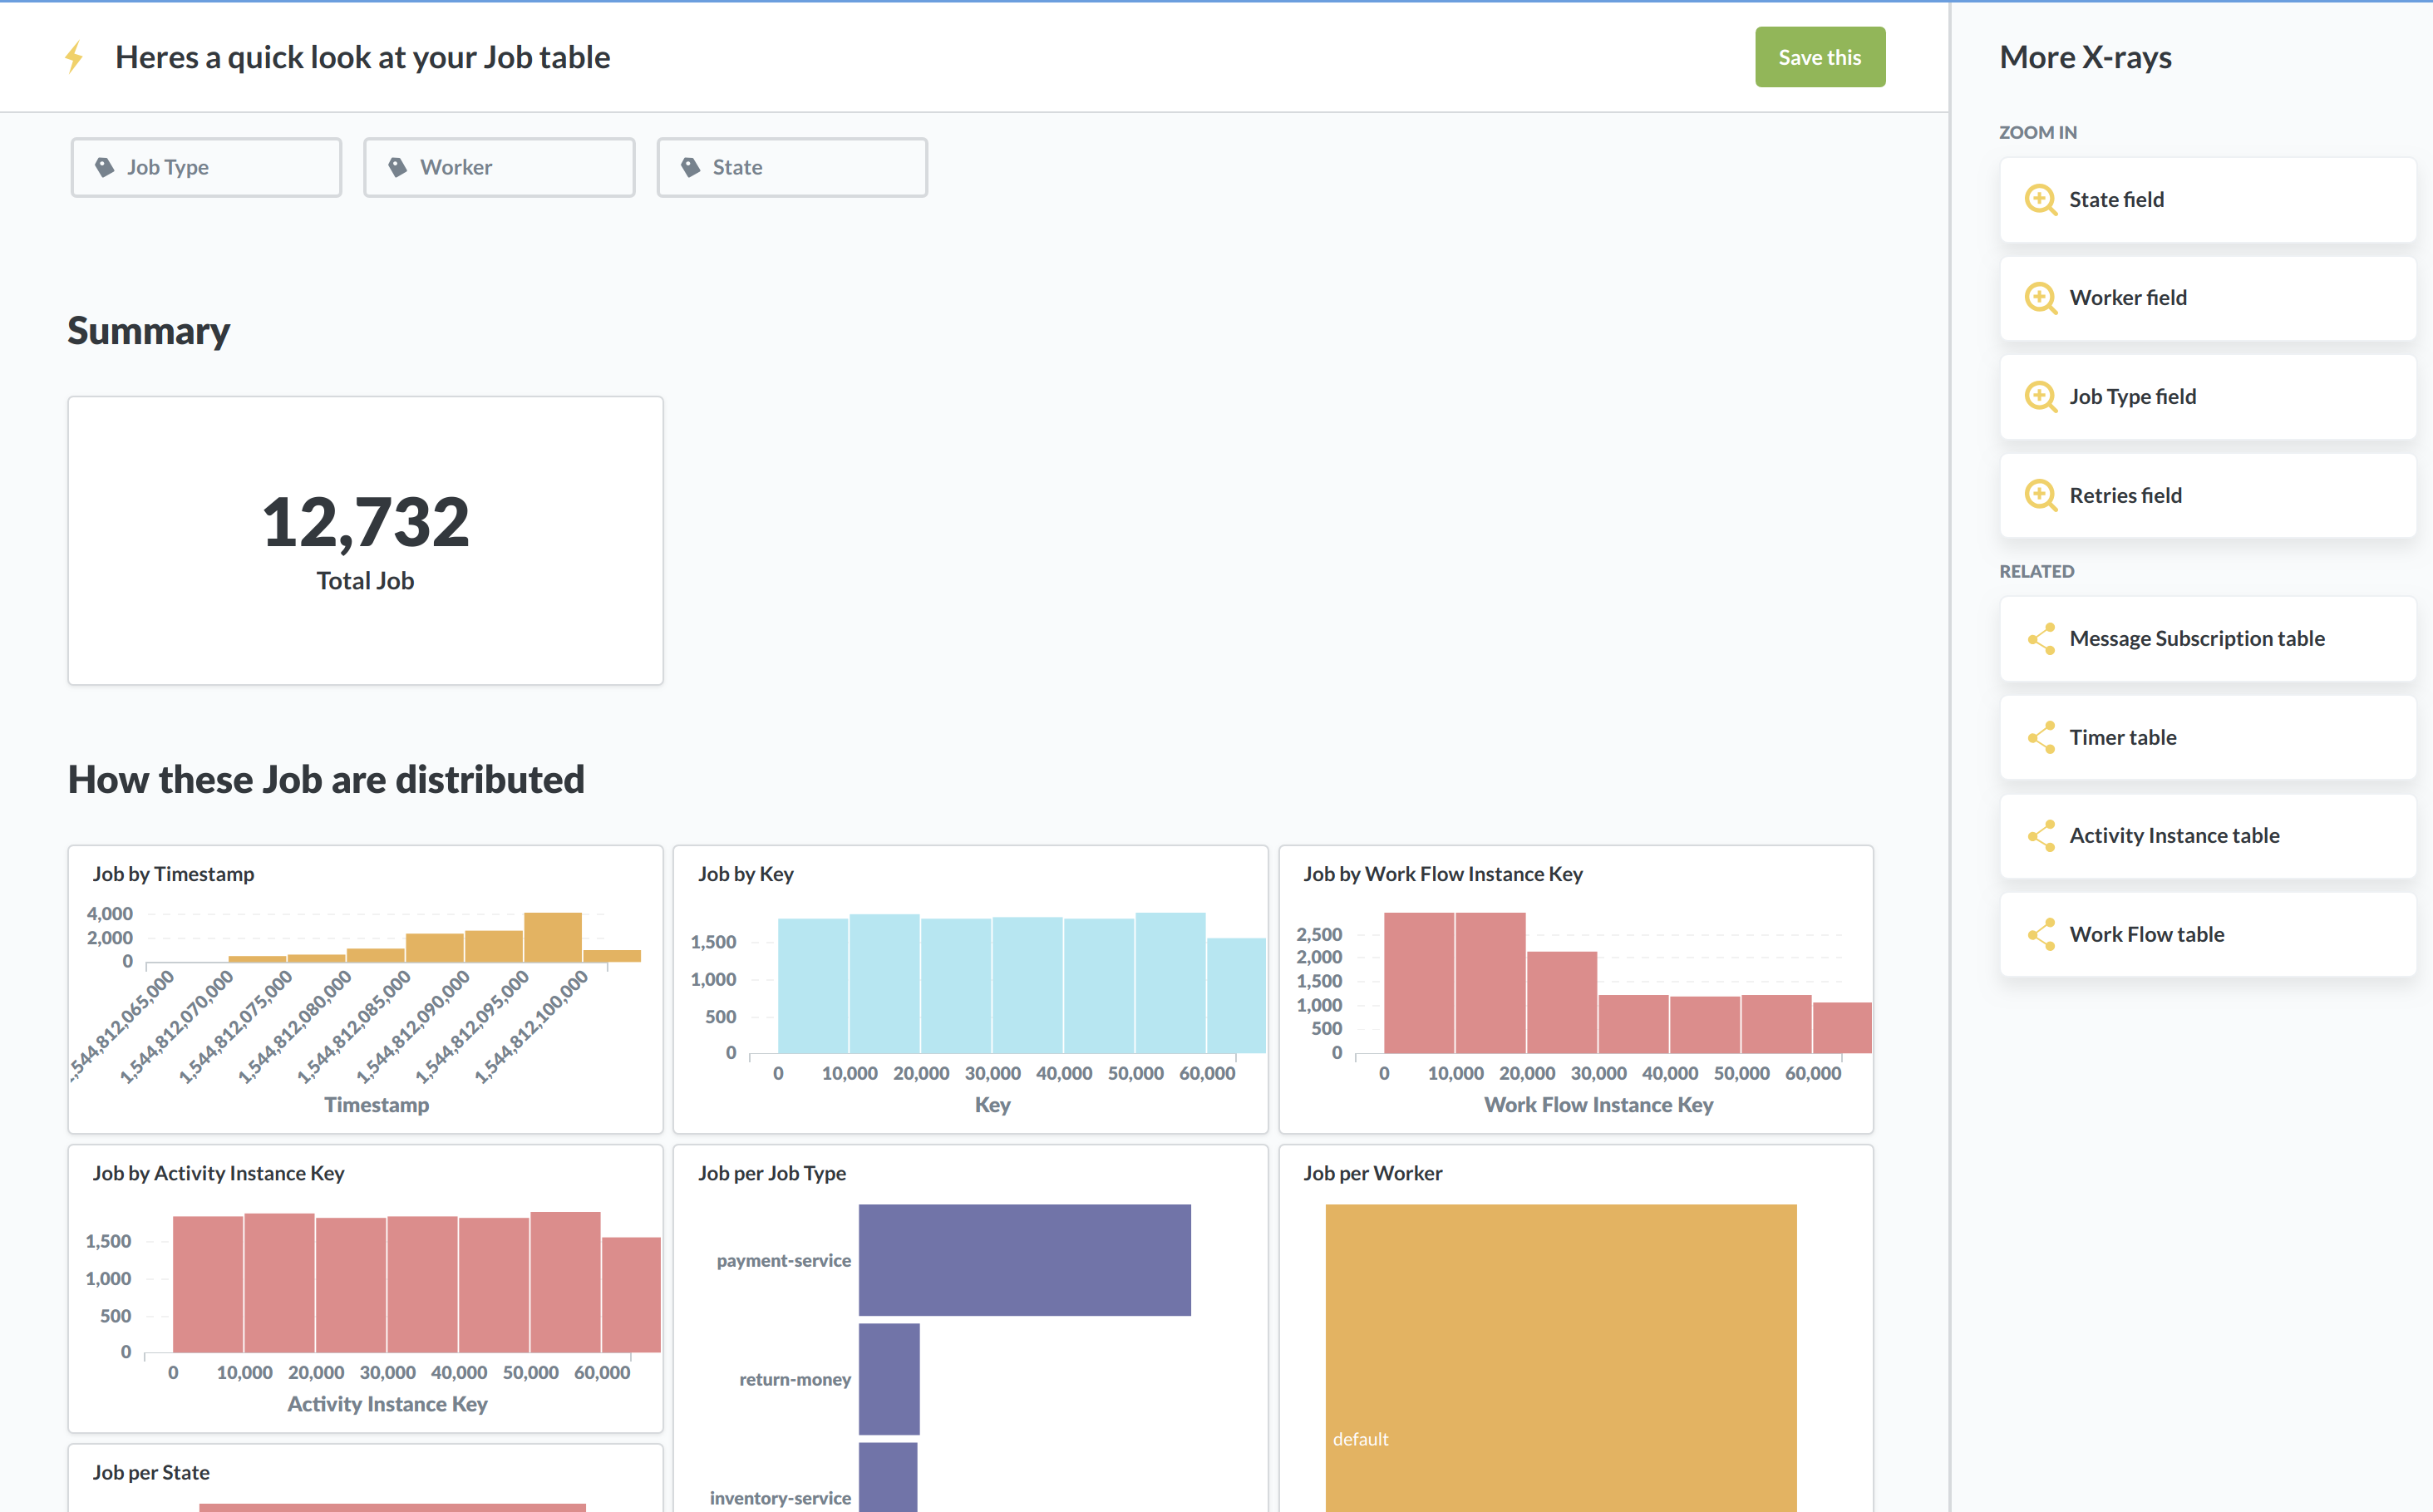 Heres a quick look at your Job table
Save this
Job Type
Worker
State
Summary
12,732
Total Job
How these Job are distributed
Job by Timestamp
4,000
2,000
0
1,544,812,070,000
1,544,812,075,000
1,544,812,080,000
1,544,812,085,000
1,544,812,090,000
1,544,812,095,000
1,544,812,100,000
Timestamp
Job by Key
1,500
1,000
500
0
0 10,000 20,000 30,000 40,000 50,000 60,000
Key
Job by Work Flow Instance Key
2,500
2,000
1,500
1,000
500
0
0 10,000 20,000 30,000 40,000 50,000 60,000
Work Flow Instance Key
Job by Activity Instance Key
1,500
1,000
500
0
0 10,000 20,000 30,000 40,000 50,000 60,000
Activity Instance Key
Job per Job Type
payment-service
return-money
inventory-service
Job per Worker
default
Job per State
More X-rays
ZOOM IN
State field
Worker field
Job Type field
Retries field
RELATED
Message Subscription table
Timer table
Activity Instance table
Work Flow table